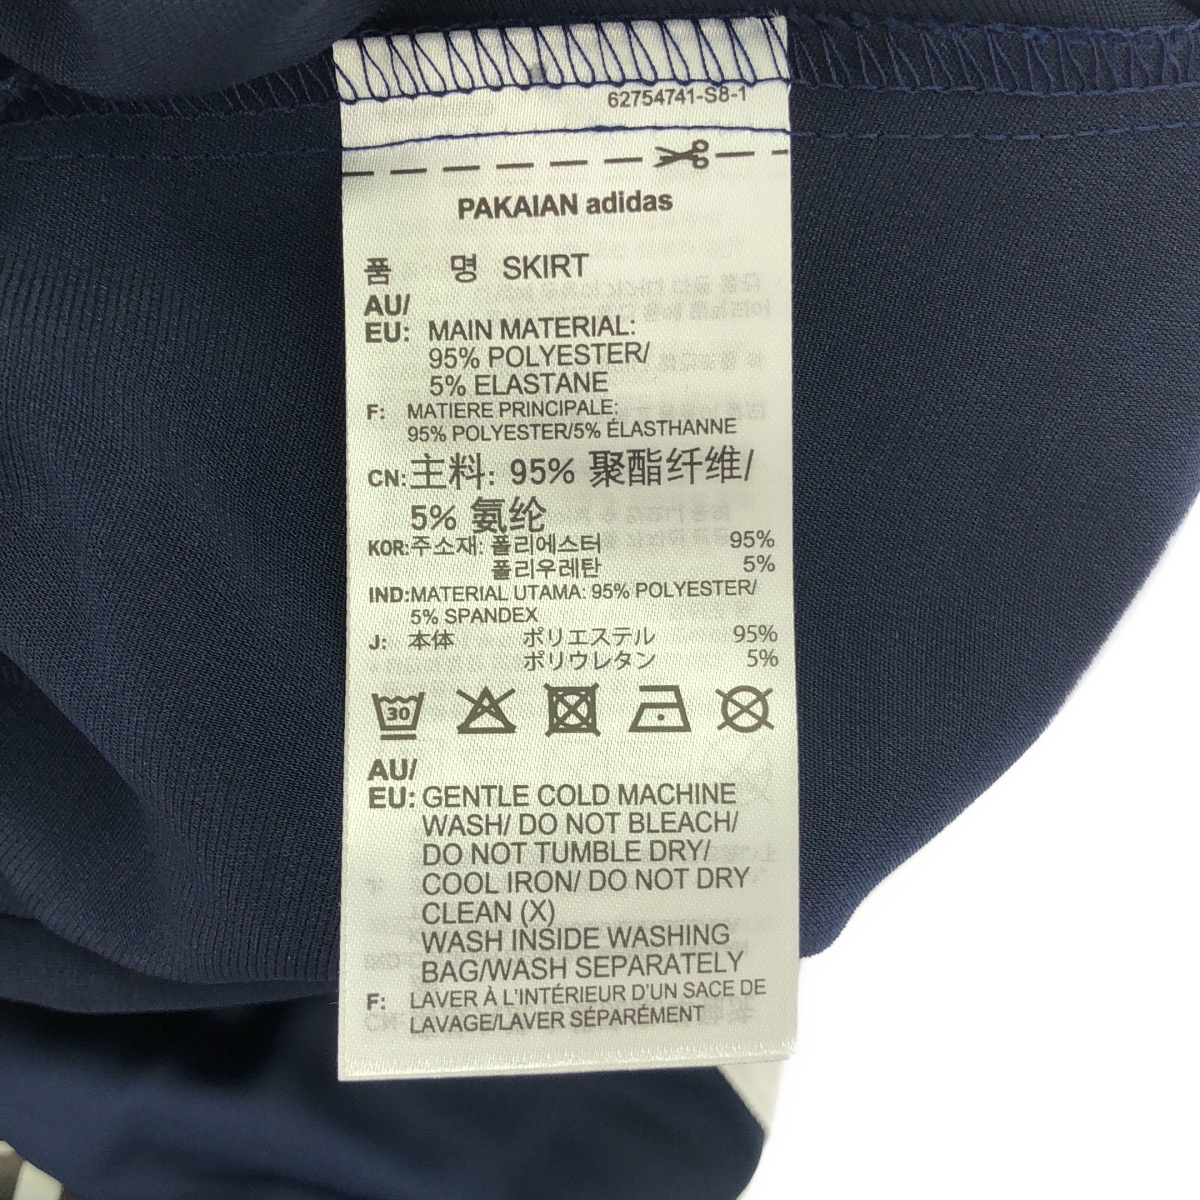 62754741-S8-1
PAKAIAN adidas
품 명 SKIRT
AU/
EU: MAIN MATERIAL:
95% POLYESTER/
5% ELASTANE
F: MATIERE PRINCIPALE:
95% POLYESTER/5% ÉLASTHANNE
CN: 主料: 95% 聚酯纤维/
5% 氨纶
KOR: 주소재: 폴리에스터 95%
폴리우레탄 5%
IND: MATERIAL UTAMA: 95% POLYESTER/
5% SPANDEX
J: 本体 ポリエステル 95%
ポリウレタン 5%
30
AU/
EU: GENTLE COLD MACHINE
WASH/ DO NOT BLEACH/
DO NOT TUMBLE DRY/
COOL IRON/ DO NOT DRY
CLEAN (X)
WASH INSIDE WASHING
BAG/WASH SEPARATELY
F: LAVER À L'INTÉRIEUR D'UN SACE DE
LAVAGE/LAVER SÉPARÉMENT